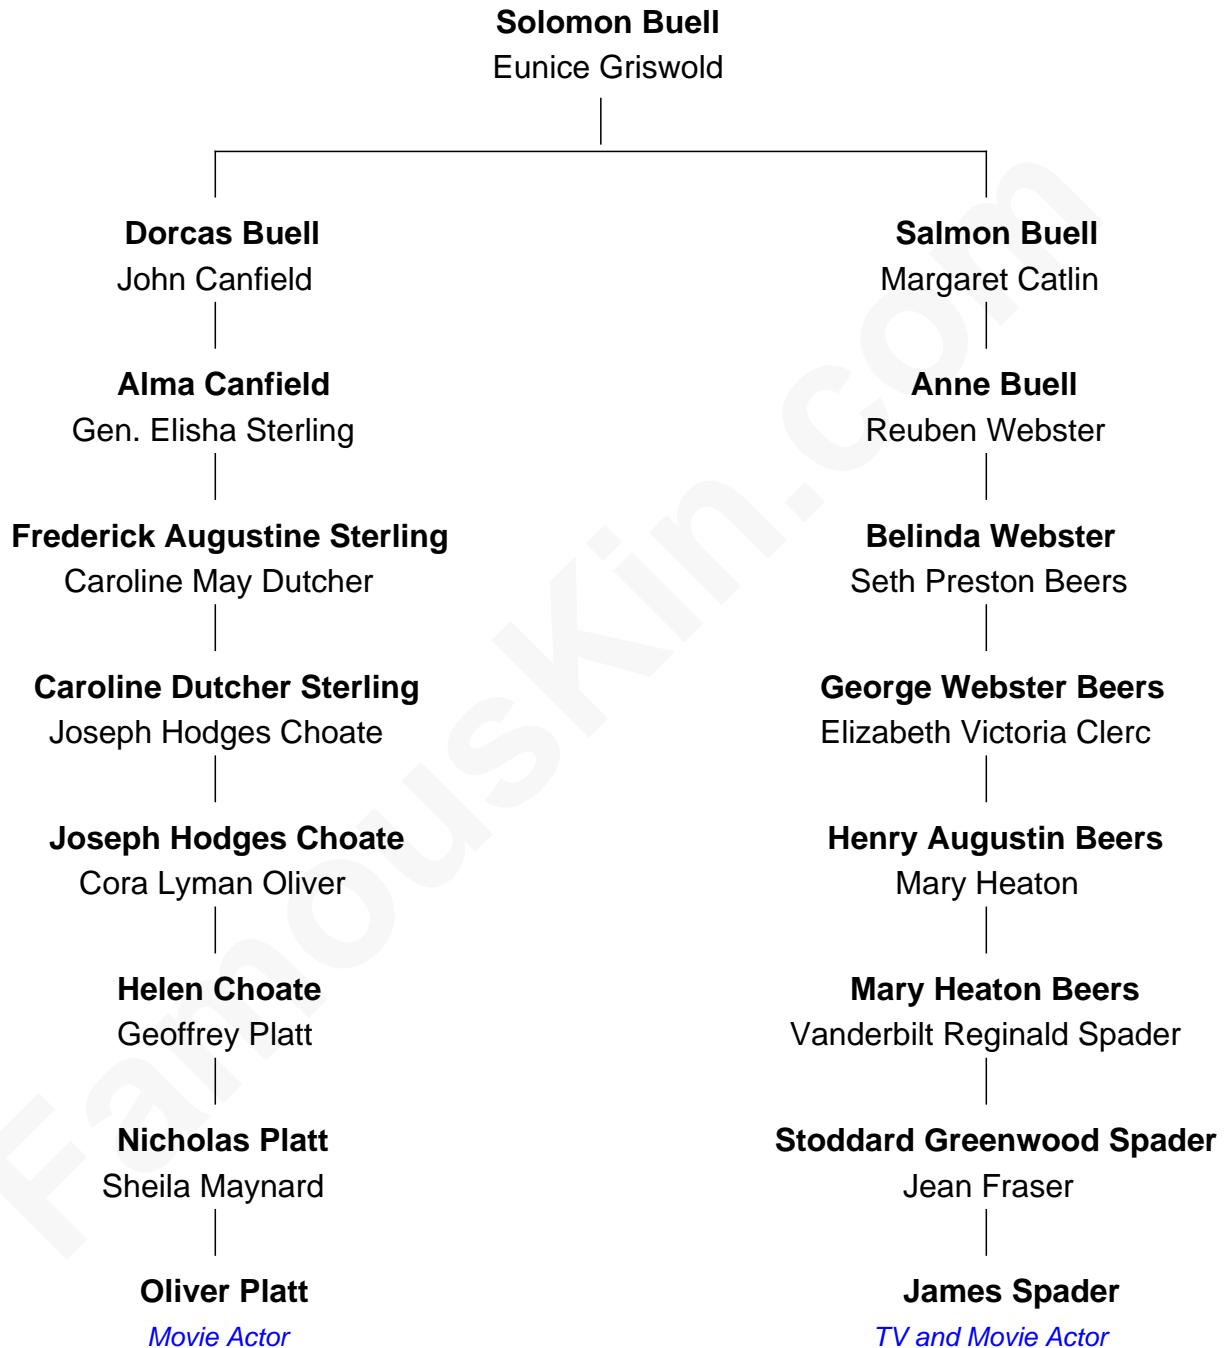 Solomon Buell
Eunice Griswold
Dorcas Buell
John Canfield
Alma Canfield
Gen. Elisha Sterling
Frederick Augustine Sterling
Caroline May Dutcher
Caroline Dutcher Sterling
Joseph Hodges Choate
Joseph Hodges Choate
Cora Lyman Oliver
Helen Choate
Geoffrey Platt
Nicholas Platt
Sheila Maynard
Oliver Platt
Movie Actor
Salmon Buell
Margaret Catlin
Anne Buell
Reuben Webster
Belinda Webster
Seth Preston Beers
George Webster Beers
Elizabeth Victoria Clerc
Henry Augustin Beers
Mary Heaton
Mary Heaton Beers
Vanderbilt Reginald Spader
Stoddard Greenwood Spader
Jean Fraser
James Spader
TV and Movie Actor
FamousKin.com